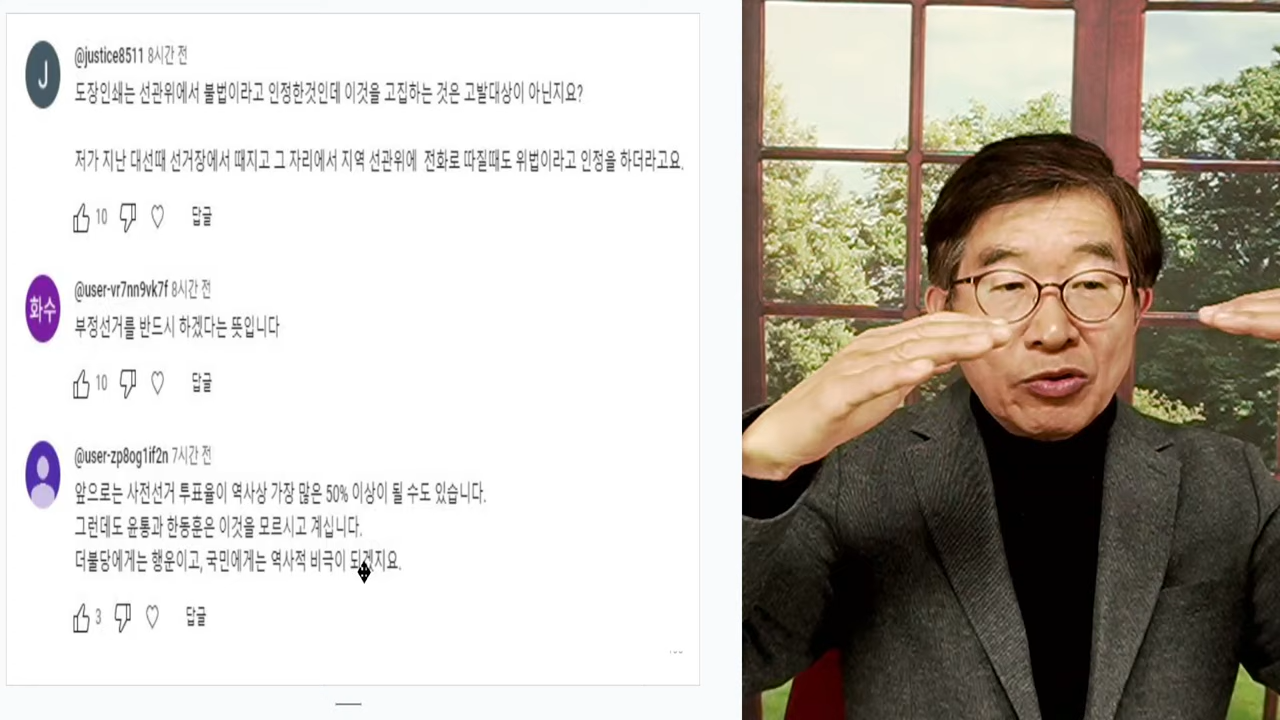 J
@justice8511 8시간 전
도장인쇄는 선관위에서 불법이라고 인정한것인데 이것을 고집하는 것은 고발대상이 아닌지요?
저가 지난 대선때 선거장에서 때지고 그 자리에서 지역 선관위에 전화로 따질때도 위법이라고 인정을 하더라고요.
10 답글
화수
@user-vr7nn9vk7f 8시간 전
부정선거를 반드시 하겠다는 뜻입니다
10 답글
@user-zp8og1if2n 7시간 전
앞으로는 사전선거 투표율이 역사상 가장 많은 50% 이상이 될 수도 있습니다.
그런데도 윤통과 한동훈은 이것을 모르시고 계십니다.
더불당에게는 행운이고, 국민에게는 역사적 비극이 되겠지요.
3 답글